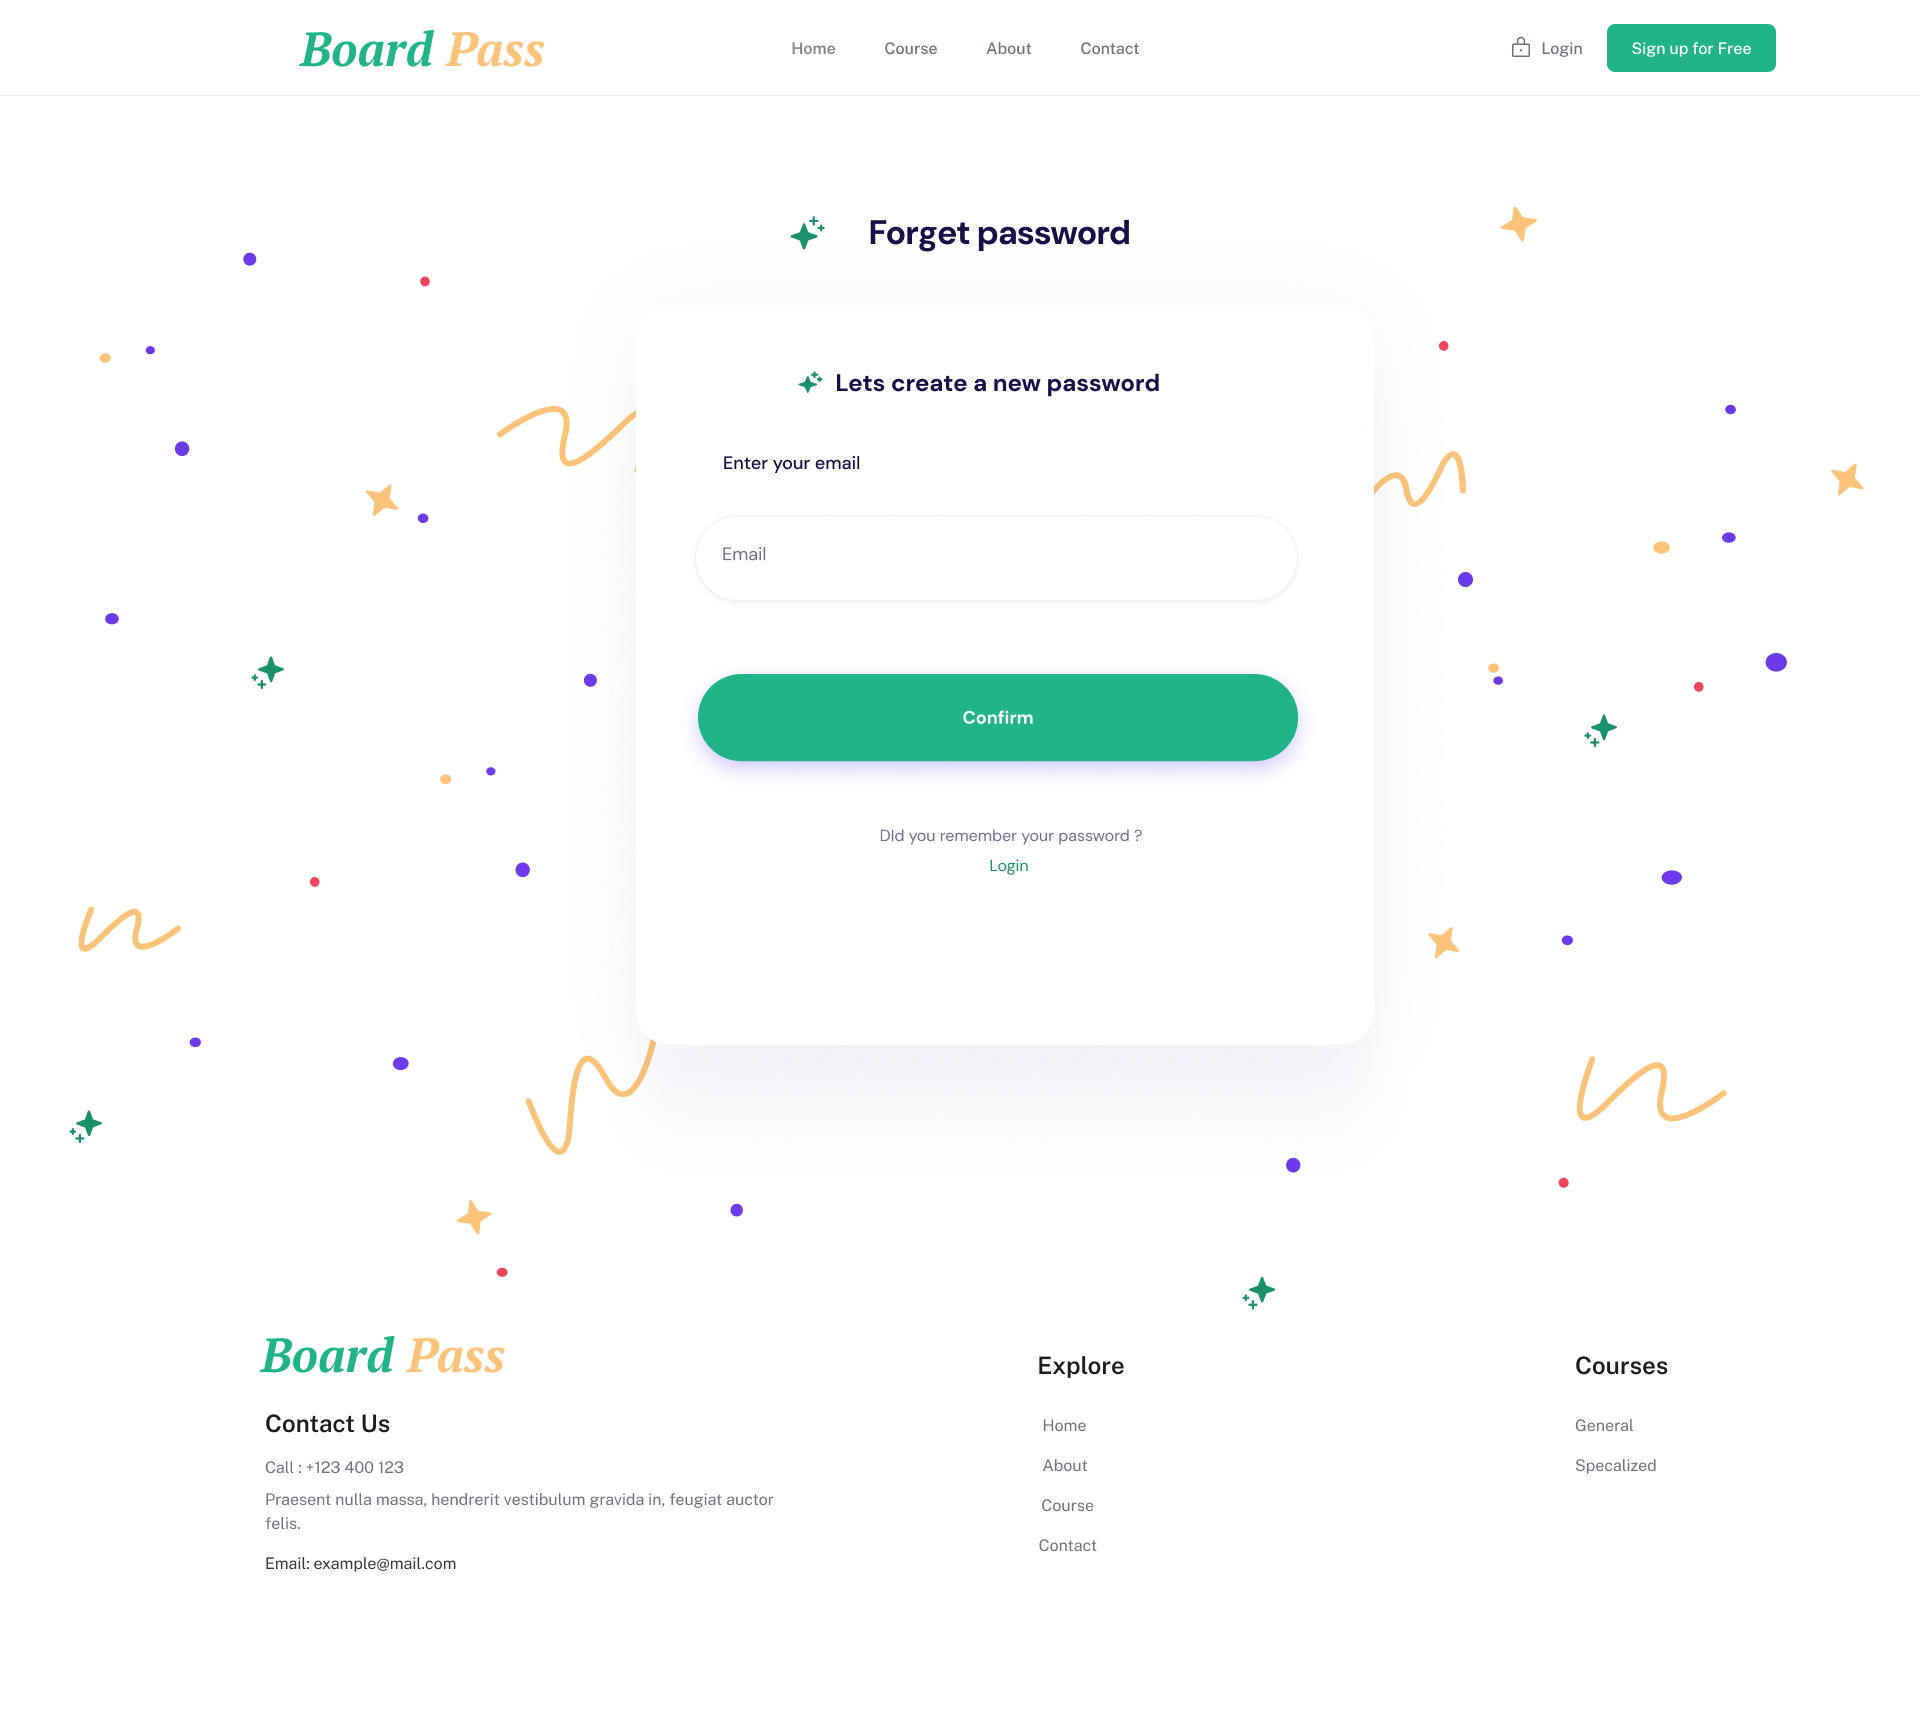 Board Pass
Home Course About Contact
Login Sign up for Free
Forget password
Lets create a new password
Enter your email
Email
Confirm
DId you remember your password ?
Login
Board Pass
Contact Us
Call : +123 400 123
Praesent nulla massa, hendrerit vestibulum gravida in, feugiat auctor
felis.
Email: example@mail.com
Explore
Home
About
Course
Contact
Courses
General
Specalized